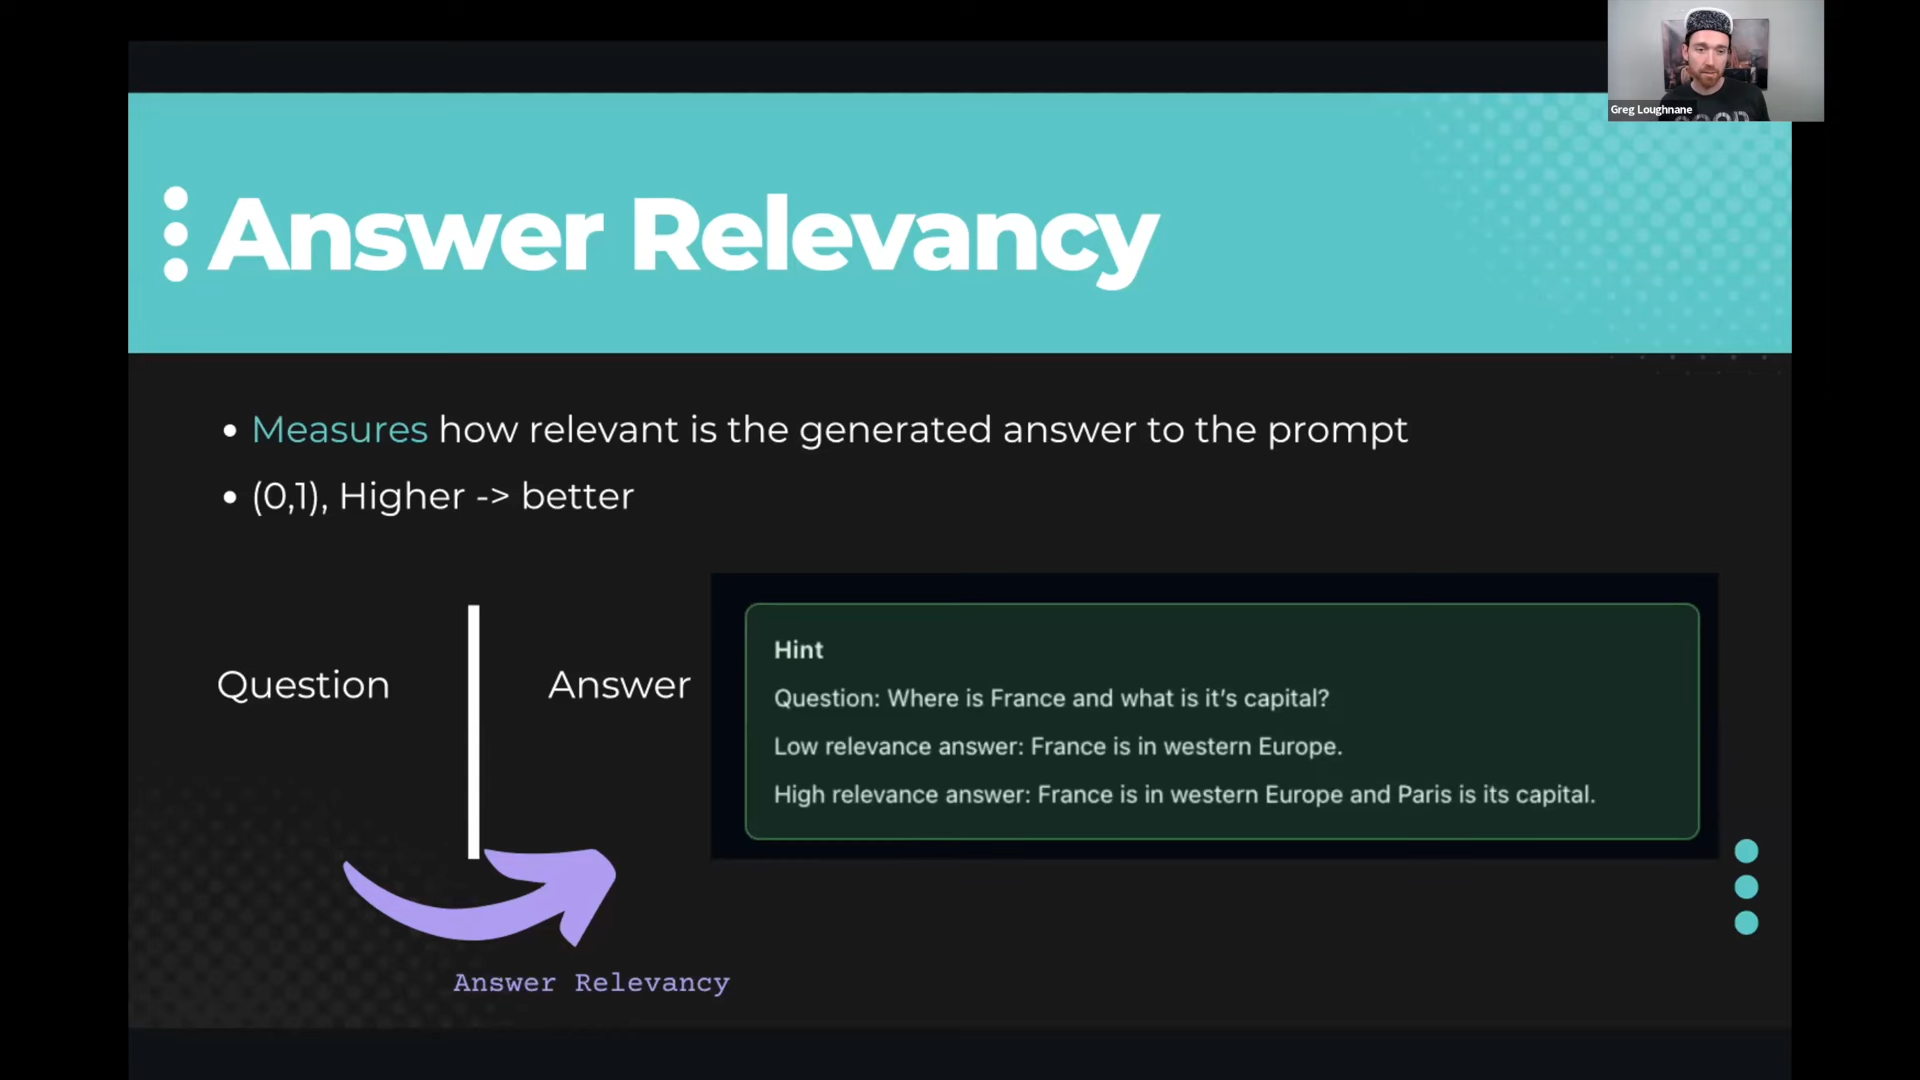 Greg Loughnane
Answer Relevancy
• Measures how relevant is the generated answer to the prompt
• (0,1), Higher -> better
Question
Answer
Hint
Question: Where is France and what is it’s capital?
Low relevance answer: France is in western Europe.
High relevance answer: France is in western Europe and Paris is its capital.
Answer Relevancy